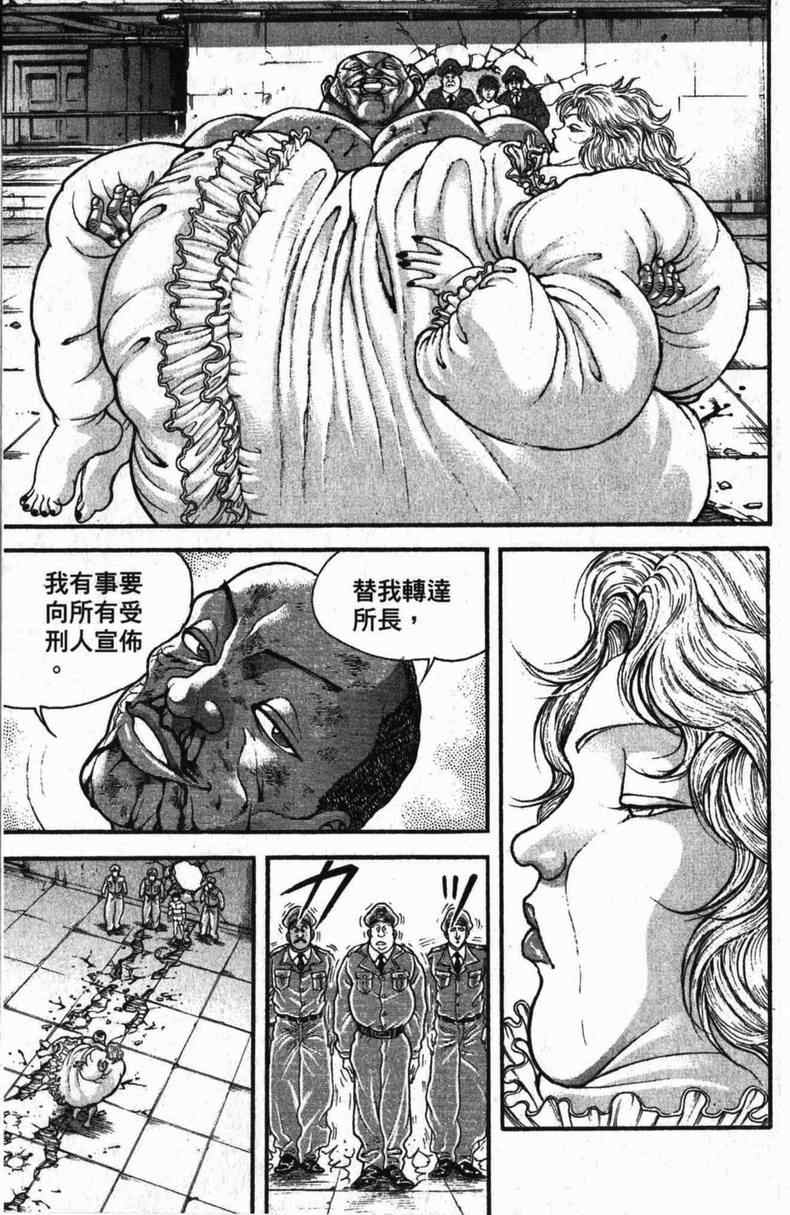 替我轉達
所長，
我有事要
向所有受
刑人宣佈
。
カッ